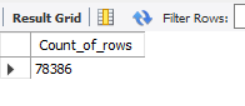 Result Grid Filter Rows:
Count_of_rows
78386